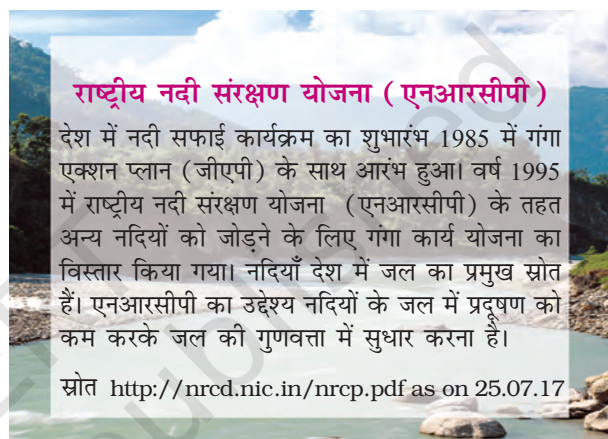 राष्ट्रीय नदी संरक्षण योजना ( एनआरसीपी )
देश में नदी सफाई कार्यक्रम का शुभारंभ 1985 में गंगा
एक्शन प्लान (जीएपी) के साथ आरंभ हुआ। वर्ष 1995
में राष्ट्रीय नदी संरक्षण योजना (एनआरसीपी) के तहत
अन्य नदियों को जोड़ने के लिए गंगा कार्य योजना का
विस्तार किया गया। नदियाँ देश में जल का प्रमुख स्रोत
हैं। एनआरसीपी का उद्देश्य नदियों के जल में प्रदूषण को
कम करके जल की गुणवत्ता में सुधार करना है।
स्रोत http://nrcd.nic.in/nrcp.pdf as on 25.07.17